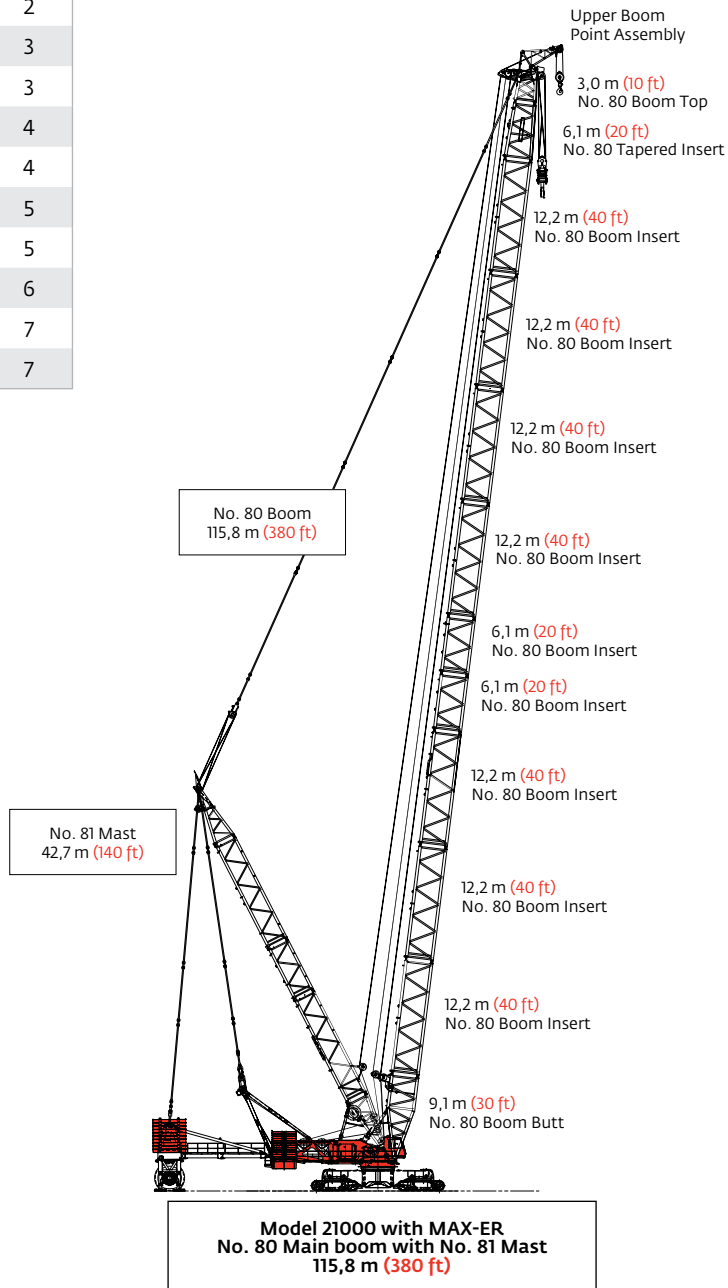 2
3
3
4
4
5
5
6
7
7
Upper Boom
Point Assembly
3,0 m (10 ft)
No. 80 Boom Top
6,1 m (20 ft)
No. 80 Tapered Insert
12,2 m (40 ft)
No. 80 Boom Insert
12,2 m (40 ft)
No. 80 Boom Insert
12,2 m (40 ft)
No. 80 Boom Insert
No. 80 Boom
115,8 m (380 ft)
12,2 m (40 ft)
No. 80 Boom Insert
6,1 m (20 ft)
No. 80 Boom Insert
6,1 m (20 ft)
No. 80 Boom Insert
12,2 m (40 ft)
No. 80 Boom Insert
No. 81 Mast
42,7 m (140 ft)
12,2 m (40 ft)
No. 80 Boom Insert
12,2 m (40 ft)
No. 80 Boom Insert
9,1 m (30 ft)
No. 80 Boom Butt
Model 21000 with MAX-ER
No. 80 Main boom with No. 81 Mast
115,8 m (380 ft)